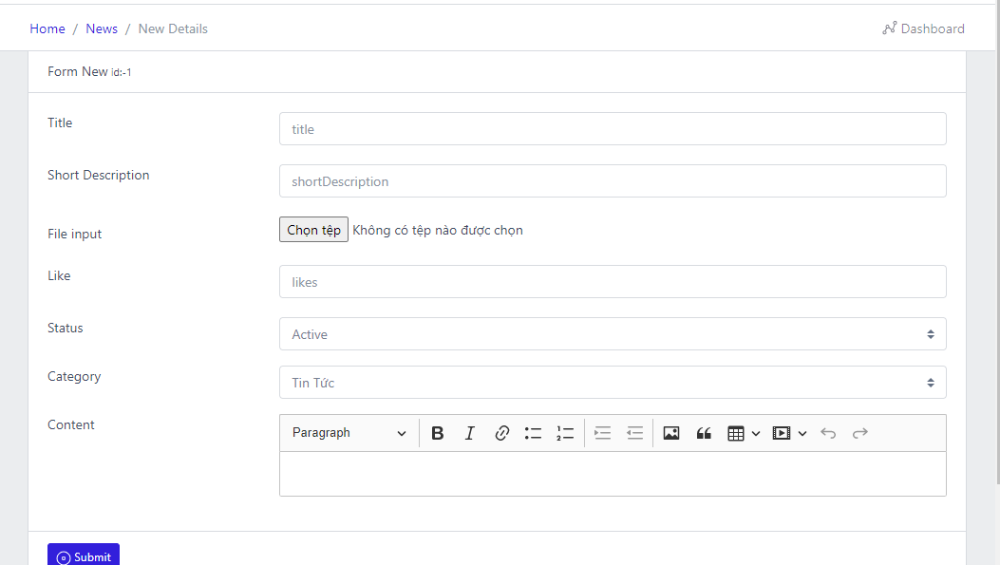 Home / News / New Details
Dashboard
Form New id:-1
Title
title
Short Description
shortDescription
File input
Chọn tệp Không có tệp nào được chọn
Like
likes
Status
Active
Category
Tin Tức
Content
Paragraph
Submit